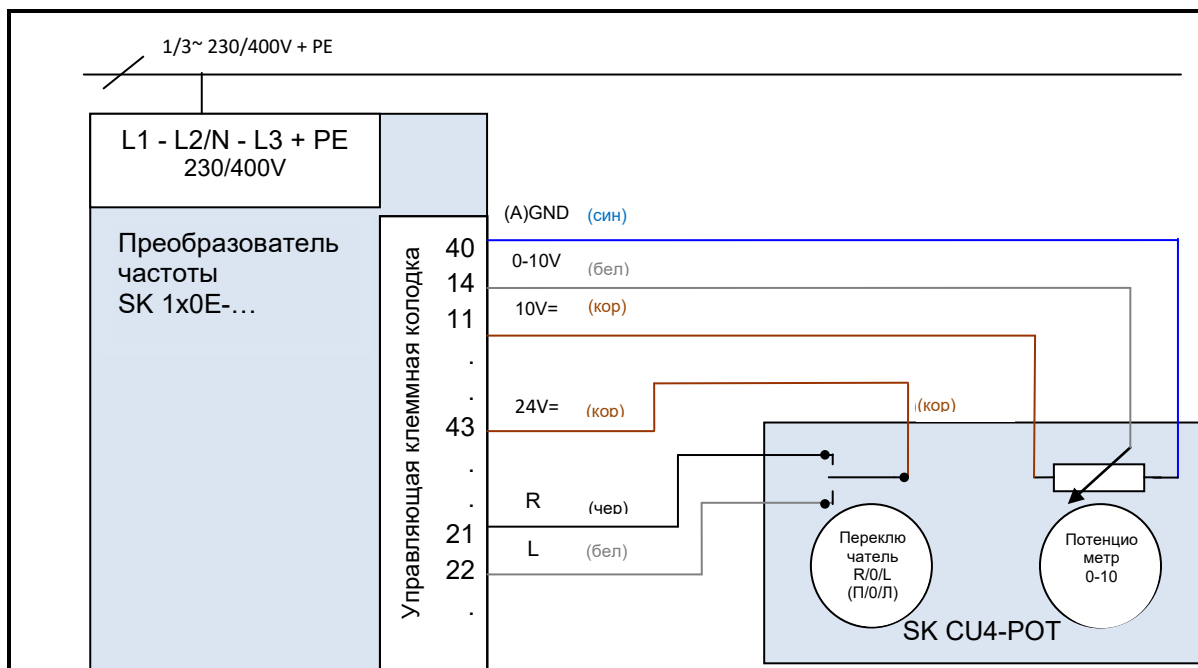 1/3~ 230/400V + PE
L1 - L2/N - L3 + PE
230/400V
Преобразователь
частоты
SK 1x0E-…
Управляющая клеммная колодка
40
14
11
.
.
43
.
.
21
22
.
(A)GND (син)
0-10V (бел)
10V= (кор)
24V= (кор)
(кор)
R (чер)
L (бел)
Переклю
чатель
R/0/L
(П/0/Л)
Потенцио
метр
0-10
SK CU4-POT